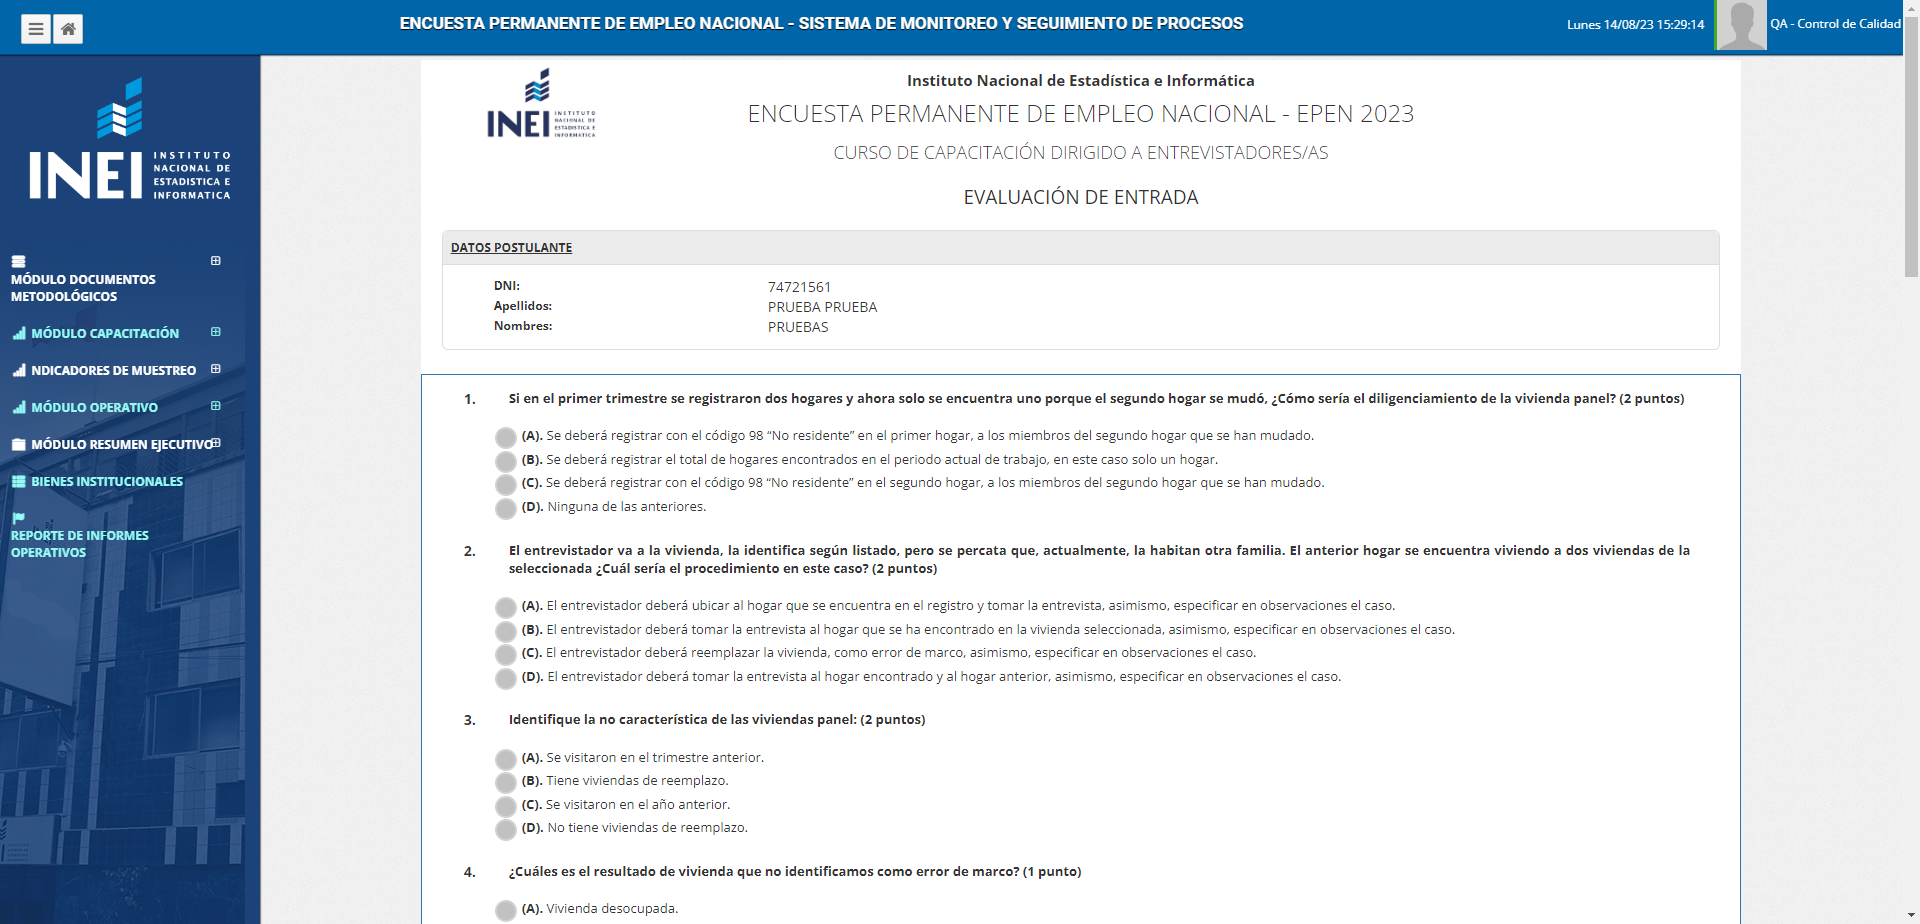 ENCUESTA PERMANENTE DE EMPLEO NACIONAL - SISTEMA DE MONITOREO Y SEGUIMIENTO DE PROCESOS
Lunes 14/08/23 15:29:14
QA - Control de Calidad
INEI
INSTITUTO
NACIONAL DE
ESTADISTICA E
INFORMATICA
MÓDULO DOCUMENTOS
METODOLÓGICOS
MÓDULO CAPACITACIÓN
NDICADORES DE MUESTREO
MÓDULO OPERATIVO
MÓDULO RESUMEN EJECUTIVO
BIENES INSTITUCIONALES
REPORTE DE INFORMES
OPERATIVOS
INEI
INSTITUTO
NACIONAL DE
ESTADISTICA E
INFORMATICA
Instituto Nacional de Estadística e Informática
ENCUESTA PERMANENTE DE EMPLEO NACIONAL - EPEN 2023
CURSO DE CAPACITACIÓN DIRIGIDO A ENTREVISTADORES/AS
EVALUACIÓN DE ENTRADA
DATOS POSTULANTE
DNI: 74721561
Apellidos: PRUEBA PRUEBA
Nombres: PRUEBAS
1. Si en el primer trimestre se registraron dos hogares y ahora solo se encuentra uno porque el segundo hogar se mudó, ¿Cómo sería el diligenciamiento de la vivienda panel? (2 puntos)
(A). Se deberá registrar con el código 98 “No residente” en el primer hogar, a los miembros del segundo hogar que se han mudado.
(B). Se deberá registrar el total de hogares encontrados en el periodo actual de trabajo, en este caso solo un hogar.
(C). Se deberá registrar con el código 98 “No residente” en el segundo hogar, a los miembros del segundo hogar que se han mudado.
(D). Ninguna de las anteriores.
2. El entrevistador va a la vivienda, la identifica según listado, pero se percata que, actualmente, la habitan otra familia. El anterior hogar se encuentra viviendo a dos viviendas de la
seleccionada ¿Cuál sería el procedimiento en este caso? (2 puntos)
(A). El entrevistador deberá ubicar al hogar que se encuentra en el registro y tomar la entrevista, asimismo, especificar en observaciones el caso.
(B). El entrevistador deberá tomar la entrevista al hogar que se ha encontrado en la vivienda seleccionada, asimismo, especificar en observaciones el caso.
(C). El entrevistador deberá reemplazar la vivienda, como error de marco, asimismo, especificar en observaciones el caso.
(D). El entrevistador deberá tomar la entrevista al hogar encontrado y al hogar anterior, asimismo, especificar en observaciones el caso.
3. Identifique la no característica de las viviendas panel: (2 puntos)
(A). Se visitaron en el trimestre anterior.
(B). Tiene viviendas de reemplazo.
(C). Se visitaron en el año anterior.
(D). No tiene viviendas de reemplazo.
4. ¿Cuáles es el resultado de vivienda que no identificamos como error de marco? (1 punto)
(A). Vivienda desocupada.